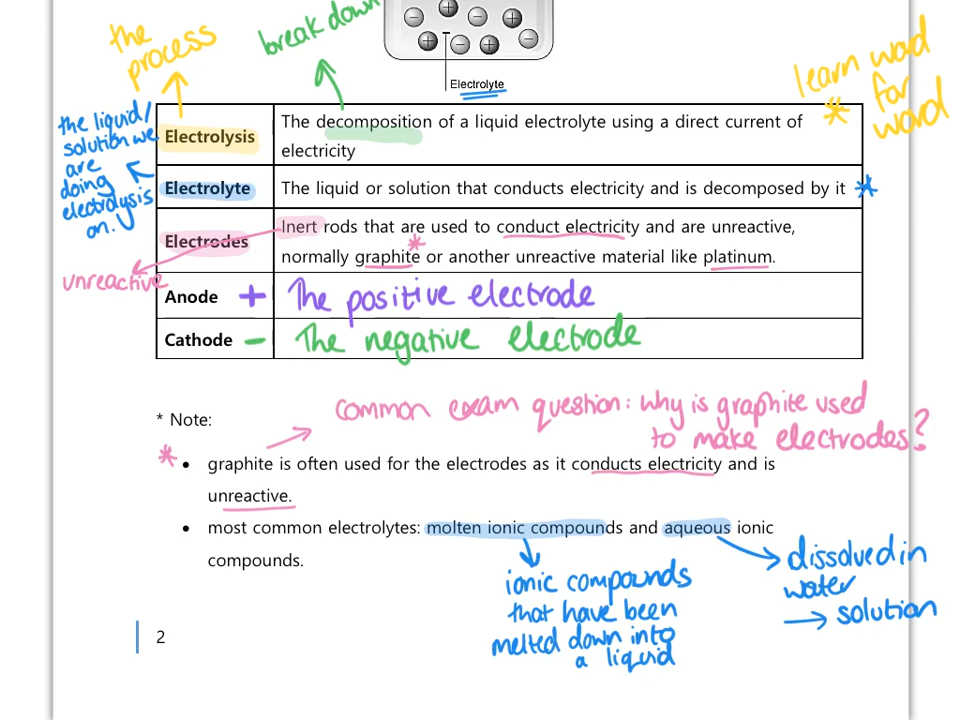 break down
the
process
Electrolyte
learn word
for
word
the liquid/
solution we
are
doing
electrolysis
on.
Electrolysis
The decomposition of a liquid electrolyte using a direct current of
electricity
Electrolyte
The liquid or solution that conducts electricity and is decomposed by it *
Electrodes
Inert rods that are used to conduct electricity and are unreactive,
normally graphite* or another unreactive material like platinum.
unreactive
Anode +
The positive electrode
Cathode -
The negative electrode
* Note:
common exam question: why is graphite used
to make electrodes?
* • graphite is often used for the electrodes as it conducts electricity and is
unreactive.
• most common electrolytes: molten ionic compounds and aqueous ionic
compounds.
ionic compounds
that have been
melted down into
a liquid
dissolved in
water
→ solution
2